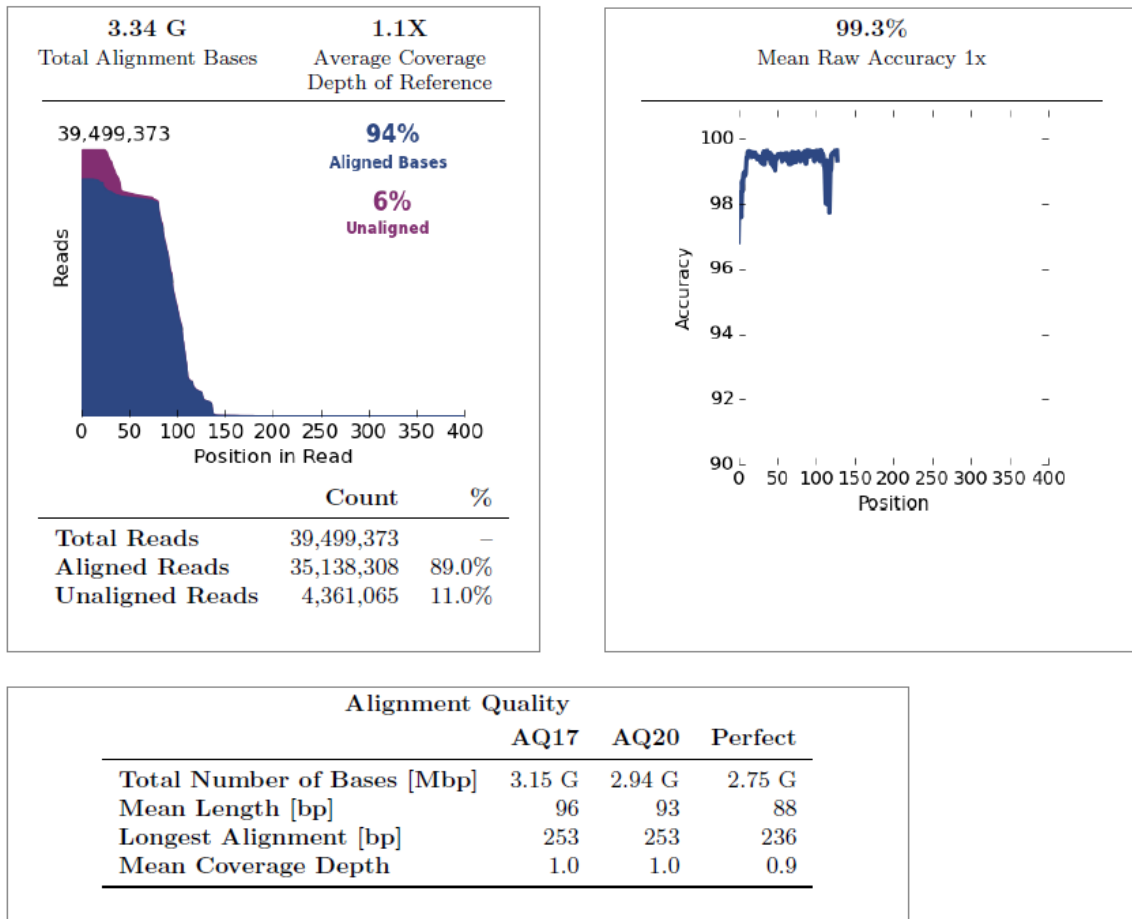 3.34 G
Total Alignment Bases
1.1X
Average Coverage
Depth of Reference
39,499,373
94%
Aligned Bases
6%
Unaligned
Reads
0 50 100 150 200 250 300 350 400
Position in Read
Count %
Total Reads 39,499,373 –
Aligned Reads 35,138,308 89.0%
Unaligned Reads 4,361,065 11.0%
99.3%
Mean Raw Accuracy 1x
100
98
96
94
92
90
Accuracy
0 50 100 150 200 250 300 350 400
Position
Alignment Quality
AQ17 AQ20 Perfect
Total Number of Bases [Mbp] 3.15 G 2.94 G 2.75 G
Mean Length [bp] 96 93 88
Longest Alignment [bp] 253 253 236
Mean Coverage Depth 1.0 1.0 0.9